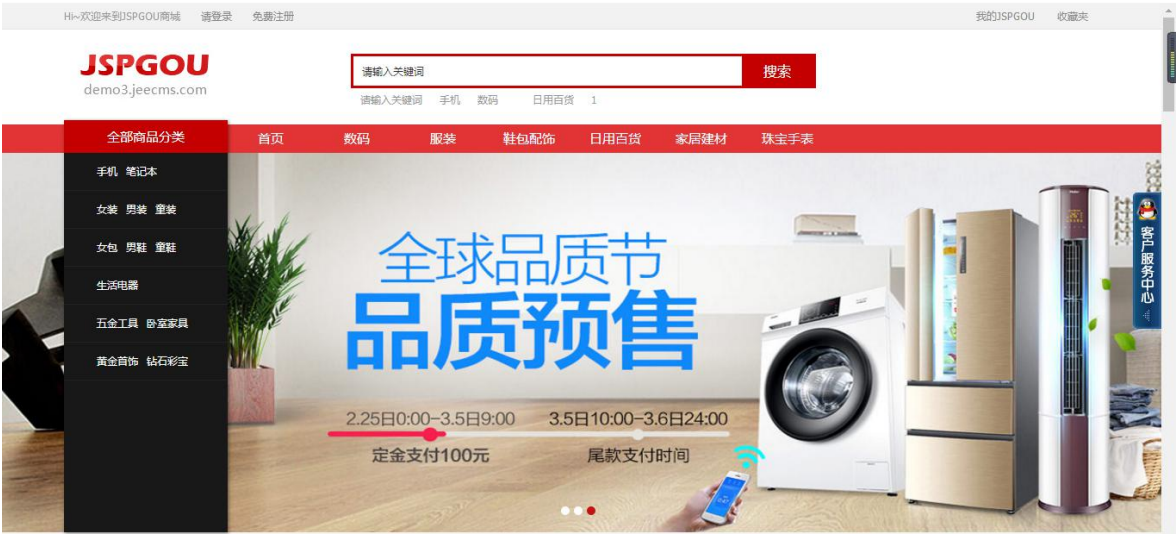 Hi~欢迎来到JSPGOU商城 请登录 免费注册 我的JSPGOU 收藏夹
JSPGOU
demo3.jeecms.com
请输入关键词 搜索
请输入关键词 手机 数码 日用百货 1
全部商品分类 首页 数码 服装 鞋包配饰 日用百货 家居建材 珠宝手表
手机 笔记本
女装 男装 童装
女包 男鞋 童鞋
生活电器
五金工具 卧室家具
黄金首饰 钻石彩宝
全球品质节
品质预售
2.25日0:00-3.5日9:00 3.5日10:00-3.6日24:00
定金支付100元 尾款支付时间
客户服务中心